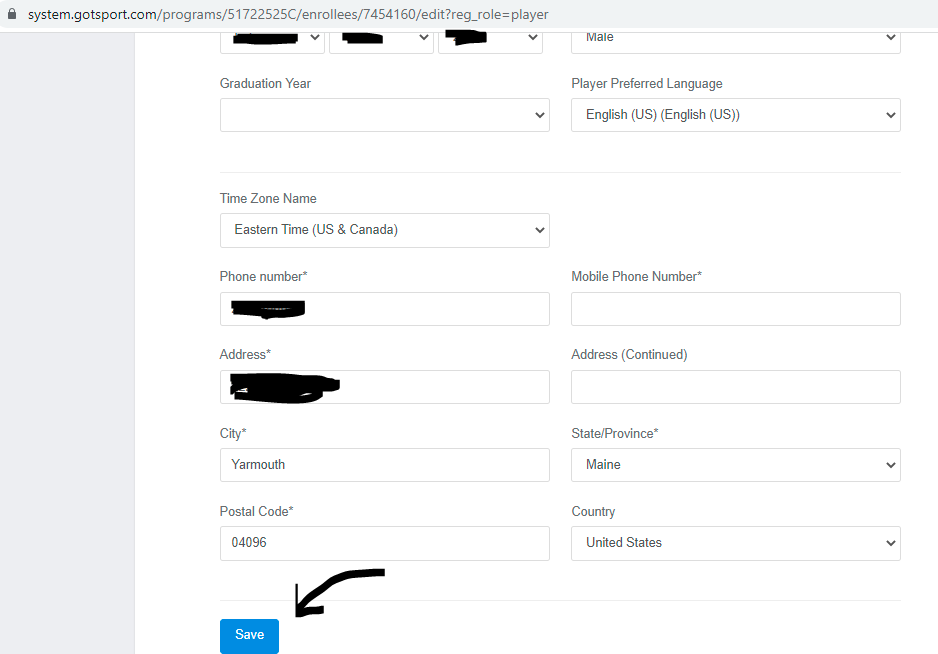 system.gotsport.com/programs/51722525C/enrollees/7454160/edit?reg_role=player
Male
Graduation Year
Player Preferred Language
English (US) (English (US))
Time Zone Name
Eastern Time (US & Canada)
Phone number*
Mobile Phone Number*
Address*
Address (Continued)
City*
State/Province*
Yarmouth
Maine
Postal Code*
Country
04096
United States
Save